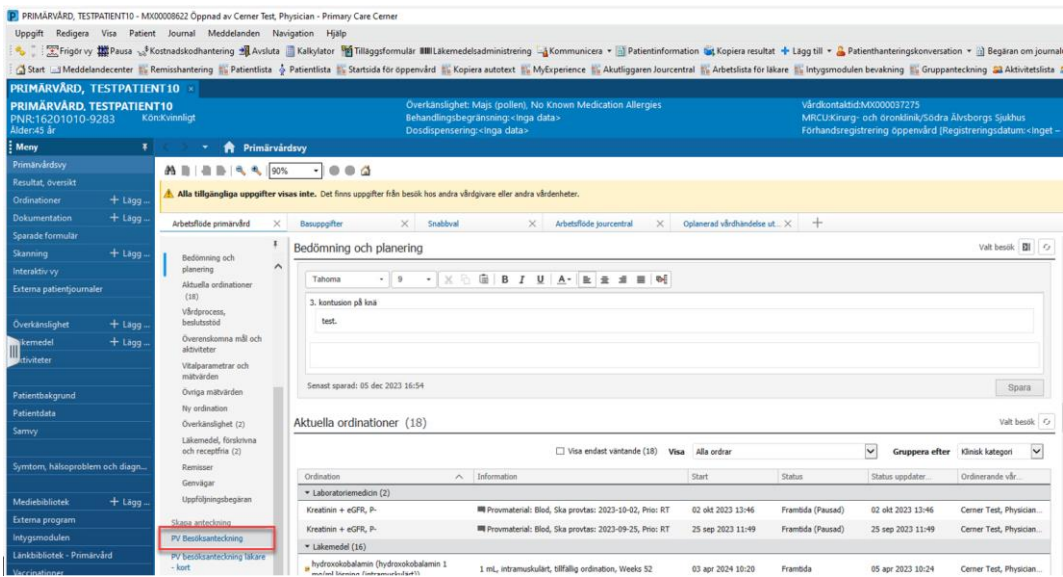 PRIMÄRVÅRD, TESTPATIENT10 - MX00008622 Öppnad av Cerner Test, Physician - Primary Care Cerner
Uppgift Redigera Visa Patient Journal Meddelanden Navigation Hjälp
Frigör vy Pausa Kostnadskodhantering Avsluta Kalkylator Tilläggsformulär Läkemedelsadministrering Kommunicera Patientinformation Kopiera resultat Lägg till Patienthanteringskonversation Begäran om journal
Start Meddelandecenter Remisshantering Patientlista Patientlista Startsida för öppenvård Kopiera autotext MyExperience Akutliggaren Jourcentral Arbetslista för läkare Intygsmodulen bevakning Gruppanteckning Aktivitetslista
PRIMÄRVÅRD, TESTPATIENT10 ×
PRIMÄRVÅRD, TESTPATIENT10 Överkänslighet: Majs (pollen), No Known Medication Allergies Vårdkontaktid:MX000037275
PNR:16201010-9283 Kön:Kvinnligt Behandlingsbegränsning:<Inga data> MRCU:Kirurg- och öronklinik/Södra Älvsborgs Sjukhus
Ålder:45 år Dosdispensering:<Inga data> Förhandsregistrering öppenvård [Registreringsdatum:<Inget –
Meny
Primärvårdsvy
Resultat, översikt
Ordinationer + Lägg ...
Dokumentation + Lägg ...
Sparade formulär
Skanning + Lägg ...
Interaktiv vy
Externa patientjournaler
Överkänslighet + Lägg ...
kemedel + Lägg ...
ktiviteter
Patientbakgrund
Patientdata
Samvy
Symtom, hälsoproblem och diagn...
Mediebibliotek + Lägg ...
Externa program
Intygsmodulen
Länkbibliotek - Primärvård
Vaccinationer
Primärvårdsvy
90%
Alla tillgängliga uppgifter visas inte. Det finns uppgifter från besök hos andra vårdgivare eller andra vårdenheter.
Arbetsflöde primärvård × Basuppgifter × Snabbval × Arbetsflöde jourcentral × Oplanerad vårdhändelse ut... × +
Bedömning och
planering
Aktuella ordinationer
(18)
Vårdprocess,
beslutsstöd
Överenskomna mål och
aktiviteter
Vitalparametrar och
mätvärden
Övriga mätvärden
Ny ordination
Överkänslighet (2)
Läkemedel, förskrivna
och receptfria (2)
Remisser
Genvägar
Uppföljningsbegäran
Skapa anteckning
PV Besöksanteckning
PV besöksanteckning läkare
- kort
Bedömning och planering Valt besök
Tahoma 9 B I U A
3. kontusion på knä
test.
Senast sparad: 05 dec 2023 16:54 Spara
Aktuella ordinationer (18) Valt besök
Visa endast väntande (18) Visa Alla ordrar Gruppera efter Klinisk kategori
Ordination Information Start Status Status uppdater... Ordinerande vår...
Laboratoriemedicin (2)
Kreatinin + eGFR, P- Provmaterial: Blod, Ska provtas: 2023-10-02, Prio: RT 02 okt 2023 13:46 Framtida (Pausad) 02 okt 2023 13:46 Cerner Test, Physician...
Kreatinin + eGFR, P- Provmaterial: Blod, Ska provtas: 2023-09-25, Prio: RT 25 sep 2023 11:49 Framtida (Pausad) 25 sep 2023 11:49 Cerner Test, Physician...
Läkemedel (16)
hydroxokobalamin (hydroxokobalamin 1
mg/ml lösning (intramuskulärt)) 1 mL, intramuskulärt, tillfällig ordination, Weeks 52 03 apr 2024 10:20 Framtida 05 apr 2023 10:24 Cerner Test, Physician...